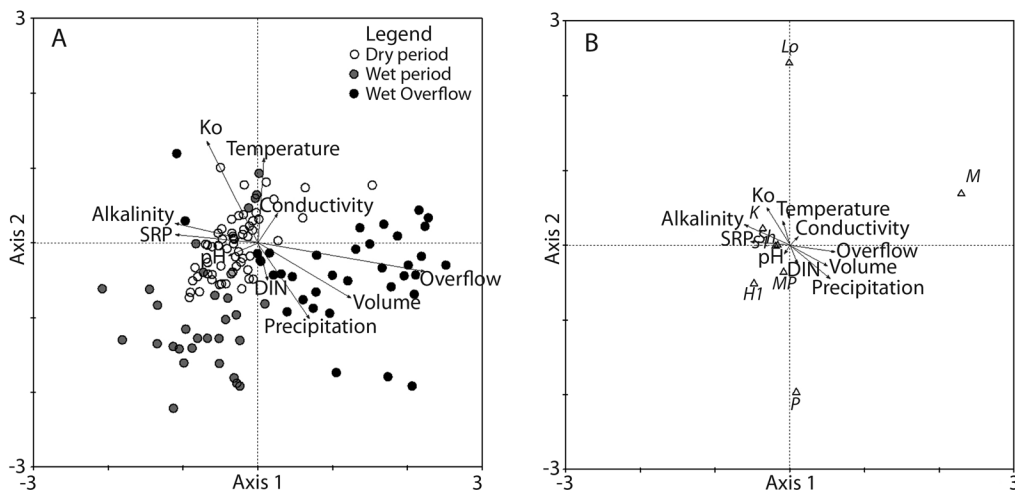 3
A
Legend
Dry period
Wet period
Wet Overflow
Ko
Temperature
Conductivity
Alkalinity
SRP
pH
DIN
Overflow
Volume
Precipitation
Axis 2
-3
-3
Axis 1
3
3
B
Lo
M
Ko
K
Temperature
Alkalinity
Conductivity
SRP
pH
Overflow
DIN
Volume
MP
Precipitation
H1
P
Axis 2
-3
-3
Axis 1
3